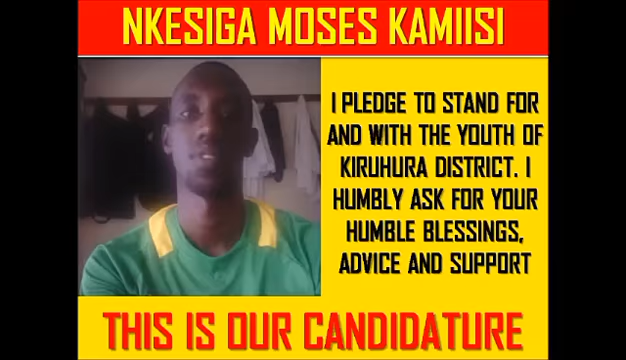 NKESIGA MOSES KAMIISI
I PLEDGE TO STAND FOR
AND WITH THE YOUTH OF
KIRUHURA DISTRICT. I
HUMBLY ASK FOR YOUR
HUMBLE BLESSINGS,
ADVICE AND SUPPORT
THIS IS OUR CANDIDATURE